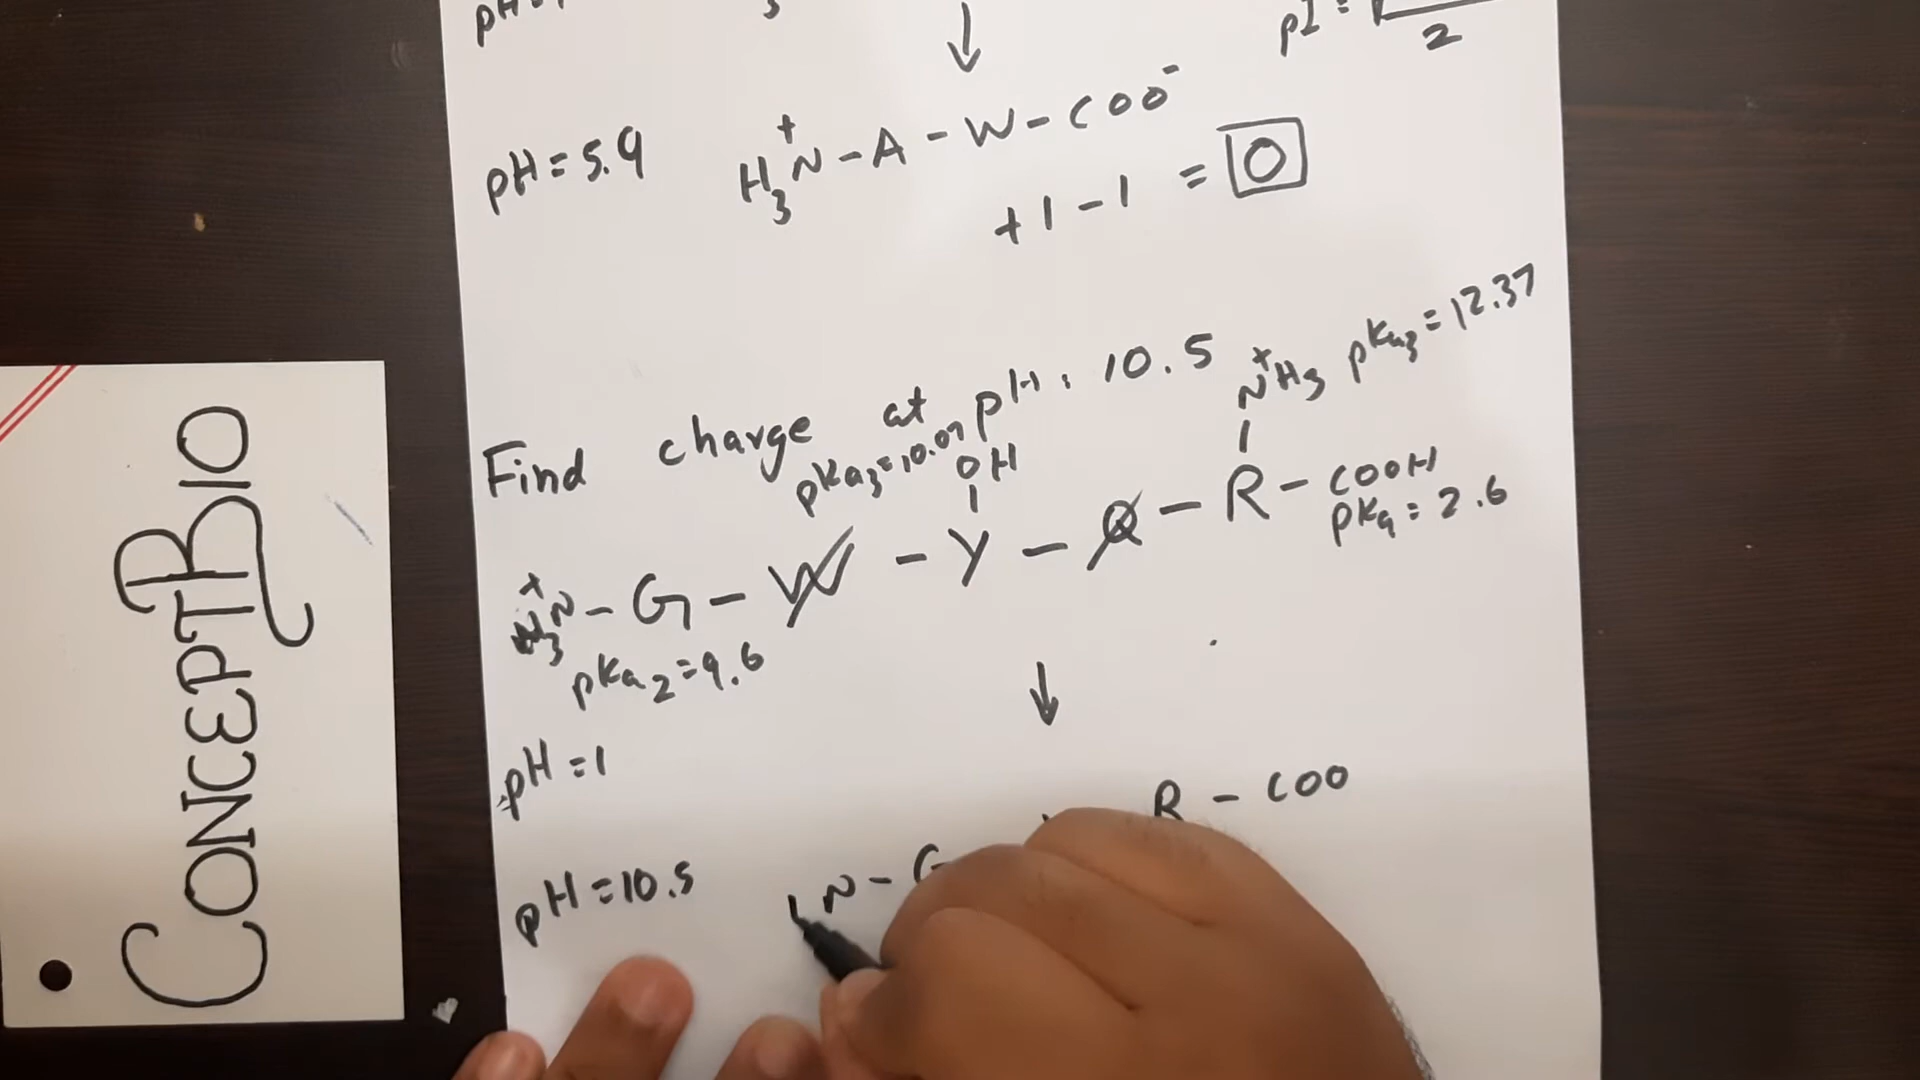 2
pH = 5.9
H3N+ - A - W - COO-
+1 - 1 = 0
Find charge at pH: 10.5
NH3+ pKa3 = 12.37
pKa3 = 10.07 OH
H3N+ - G - W - Y - Q - R - COOH
pKa = 2.6
pKa2 = 9.6
pH = 1
R - COO
pH = 10.5 N - G
CONCEPTBIO